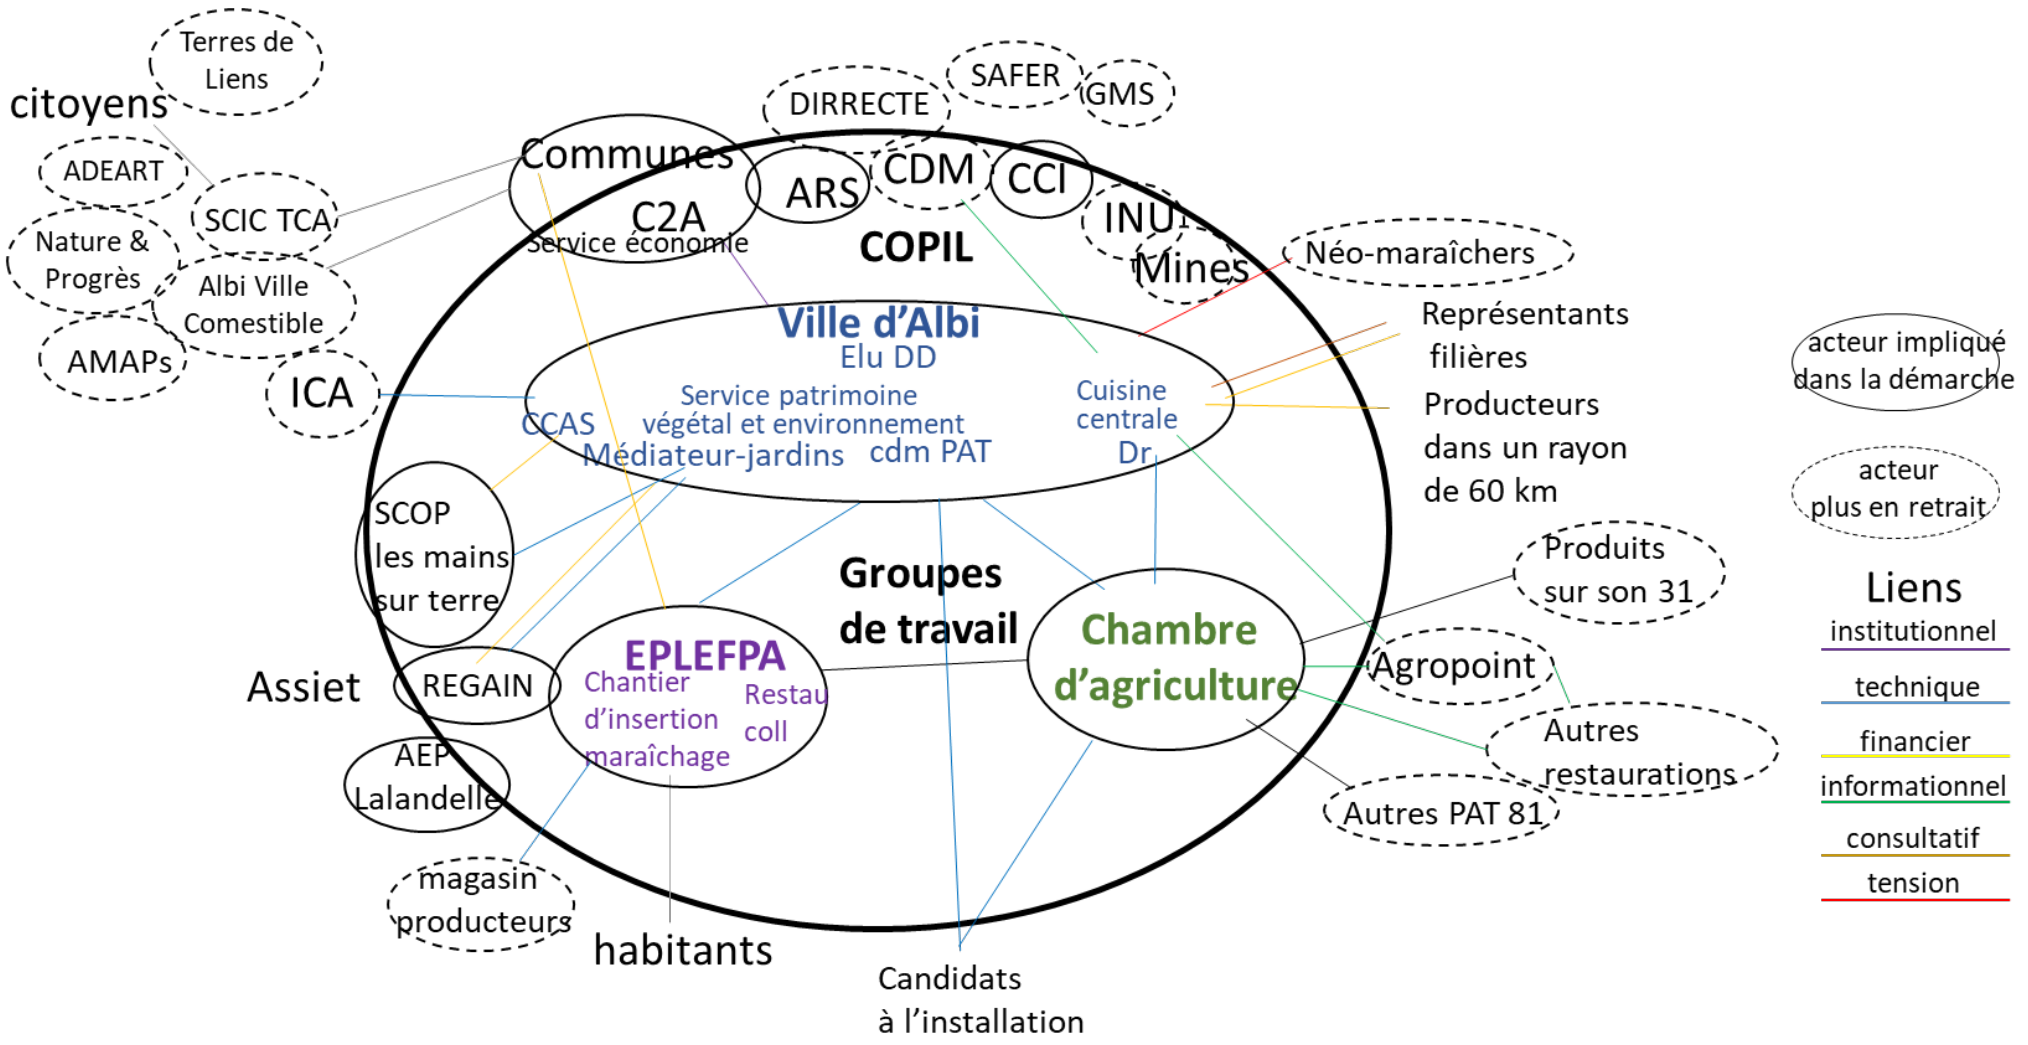 Terres de
Liens
citoyens
ADEART
SCIC TCA
Nature &
Progrès
Albi Ville
Comestible
AMAPs
ICA
Communes
C2A
Service économie
DIRRECTE
SAFER
GMS
ARS
CDM
CCI
INU
Mines
COPIL
Néo-maraîchers
Ville d’Albi
Elu DD
Service patrimoine
végétal et environnement
CCAS
Médiateur-jardins
cdm PAT
Cuisine
centrale
Dr
Représentants
filières
Producteurs
dans un rayon
de 60 km
SCOP
les mains
sur terre
Groupes
de travail
Assiet
REGAIN
EPLEFPA
Chantier
d’insertion
maraîchage
Restau
coll
Chambre
d’agriculture
Produits
sur son 31
Agropoint
Autres
restaurations
Autres PAT 81
AEP
Lalandelle
magasin
producteurs
habitants
Candidats
à l’installation
acteur impliqué
dans la démarche
acteur
plus en retrait
Liens
institutionnel
technique
financier
informationnel
consultatif
tension